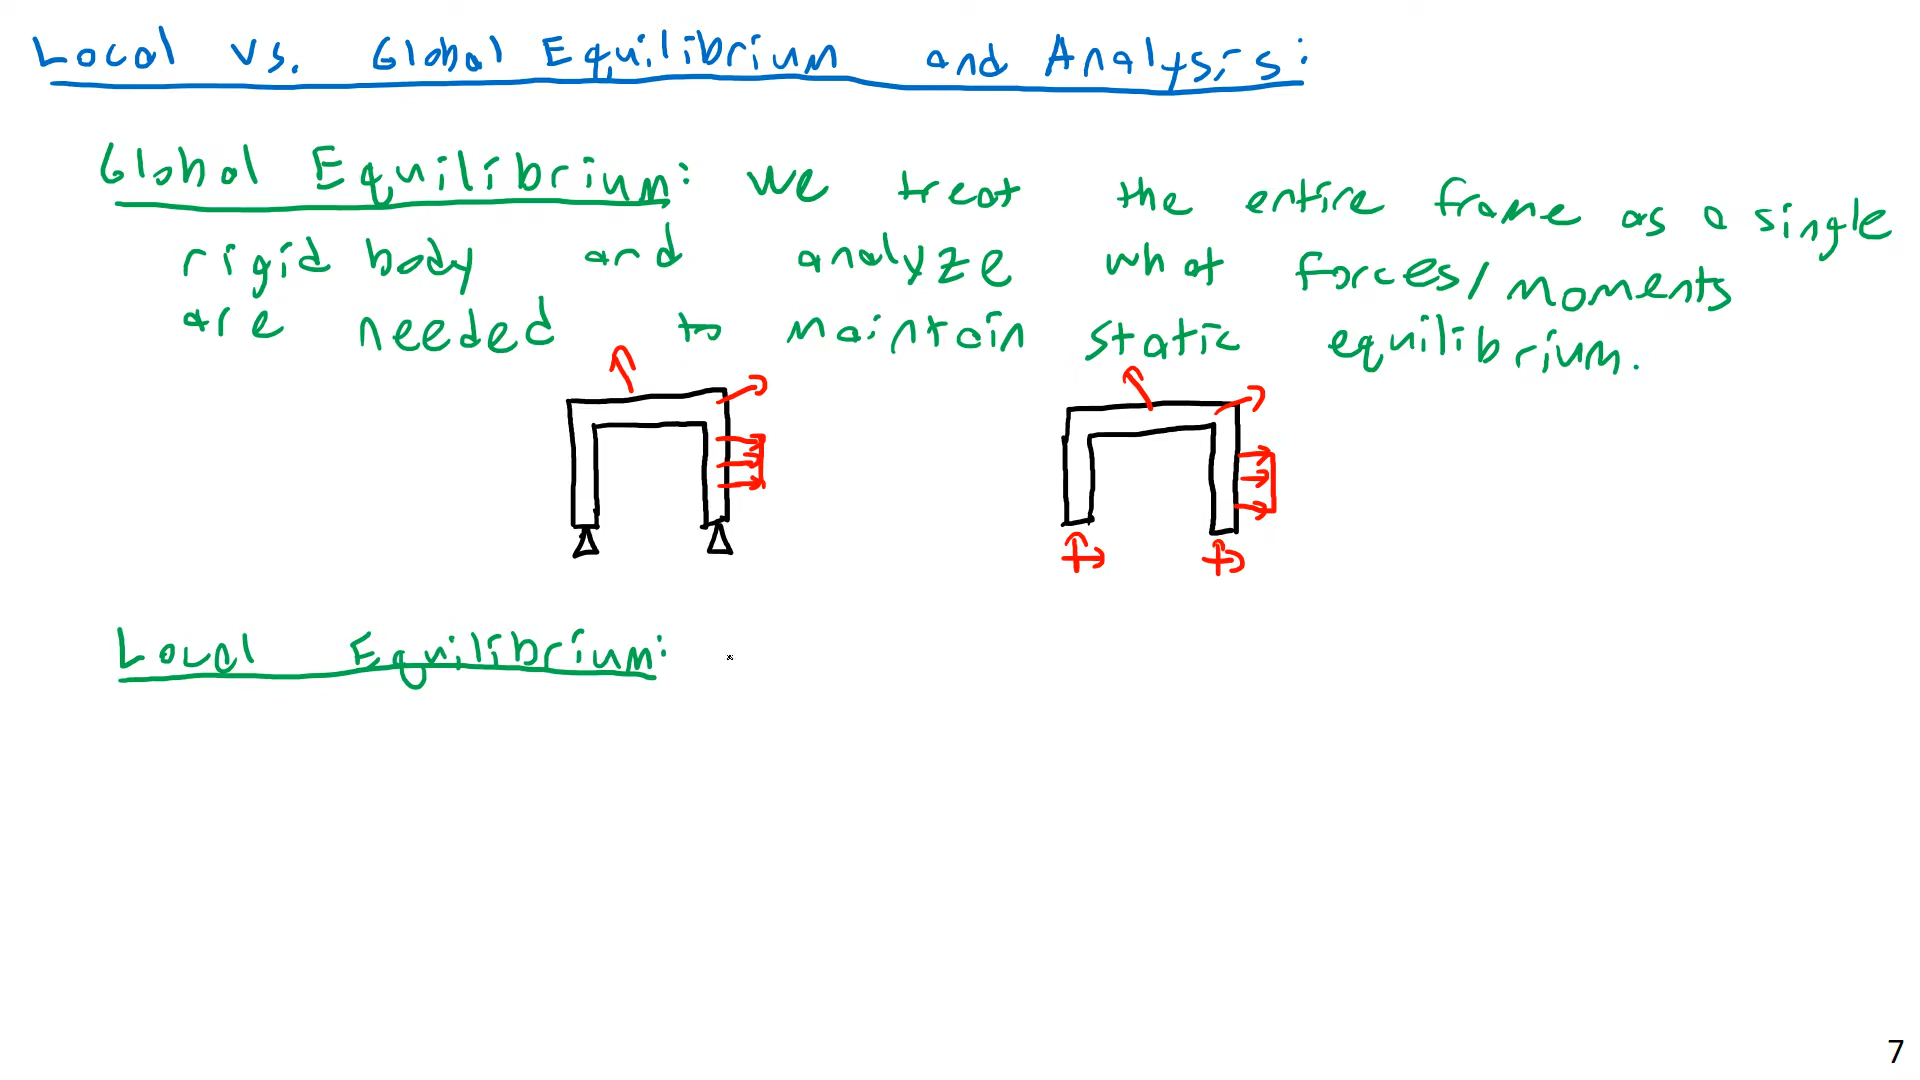 Local vs. Global Equilibrium and Analysis:
Global Equilibrium: we treat the entire frame as a single
rigid body and analyze what forces/moments
are needed to maintain static equilibrium.
Local Equilibrium:
7